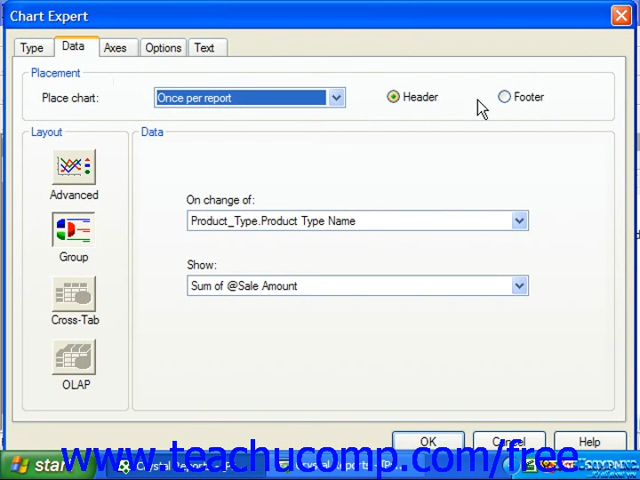 Chart Expert
Type Data Axes Options Text
Placement
Place chart: Once per report Header Footer
Layout Data
Advanced
On change of:
Product_Type.Product Type Name
Group
Show:
Sum of @Sale Amount
Cross-Tab
OLAP
OK Cancel Help
start
www.teachucomp.com/free